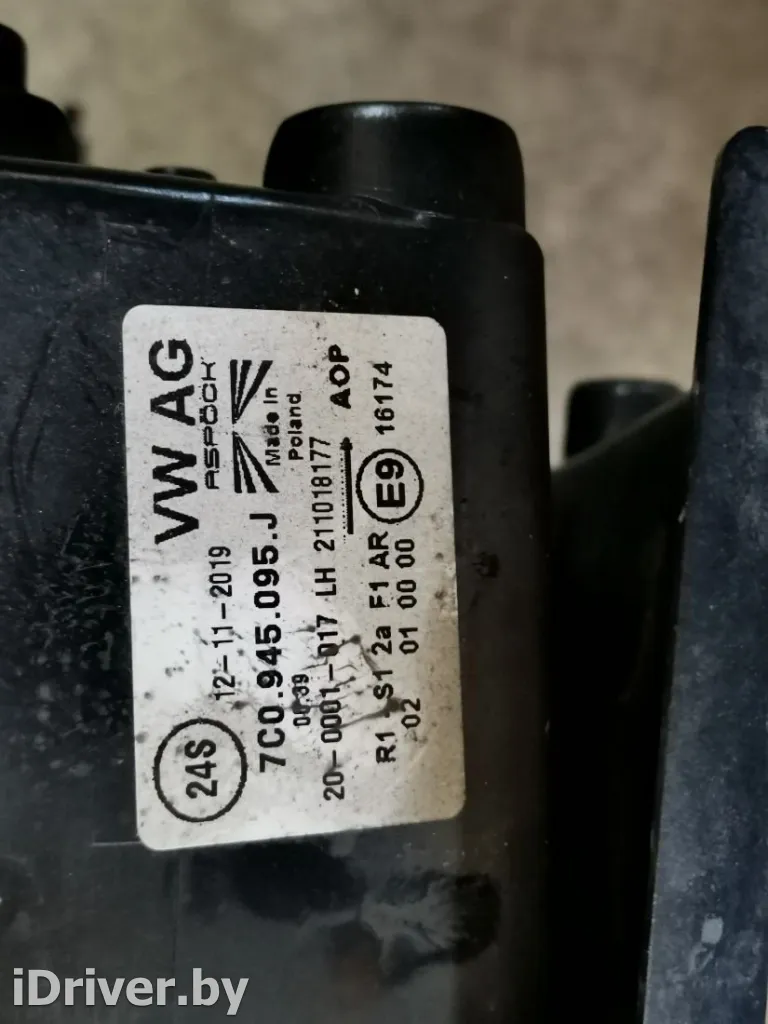 VW AG
ASPÖCK
Made In
Poland
24S
12-11-2019
7C0.945.095.J
00:39
20-0001-017 LH 211018177
AOP
R1 S1 2a F1 AR
02 01 00 00
E9
16174
iDriver.by